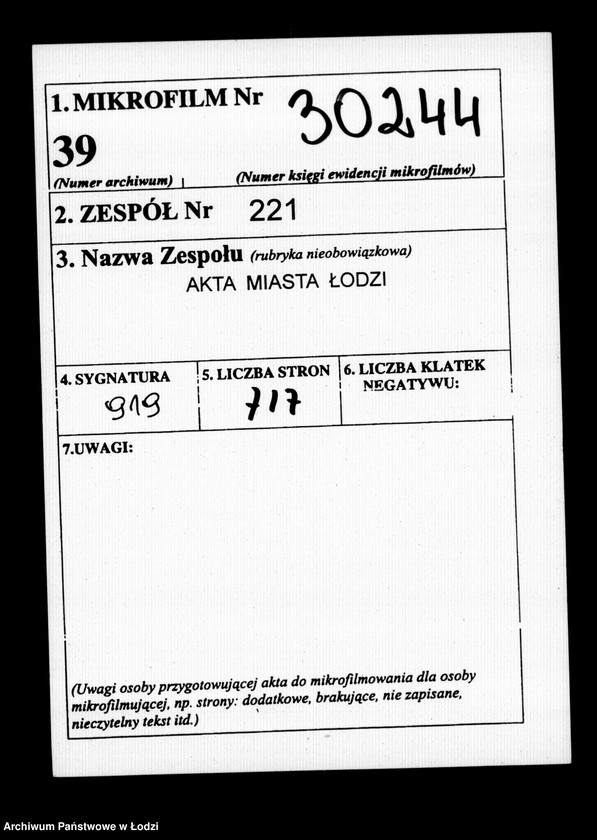 1. MIKROFILM Nr 30244
39
(Numer archiwum) (Numer księgi ewidencji mikrofilmów)
2. ZESPÓŁ Nr 221
3. Nazwa Zespołu (rubryka nieobowiązkowa)
AKTA MIASTA ŁODZI
4. SYGNATURA 5. LICZBA STRON 6. LICZBA KLATEK
NEGATYWU:
919 717
7.UWAGI:
(Uwagi osoby przygotowującej akta do mikrofilmowania dla osoby
mikrofilmującej, np. strony: dodatkowe, brakujące, nie zapisane,
nieczytelny tekst itd.)
Archiwum Państwowe w Łodzi